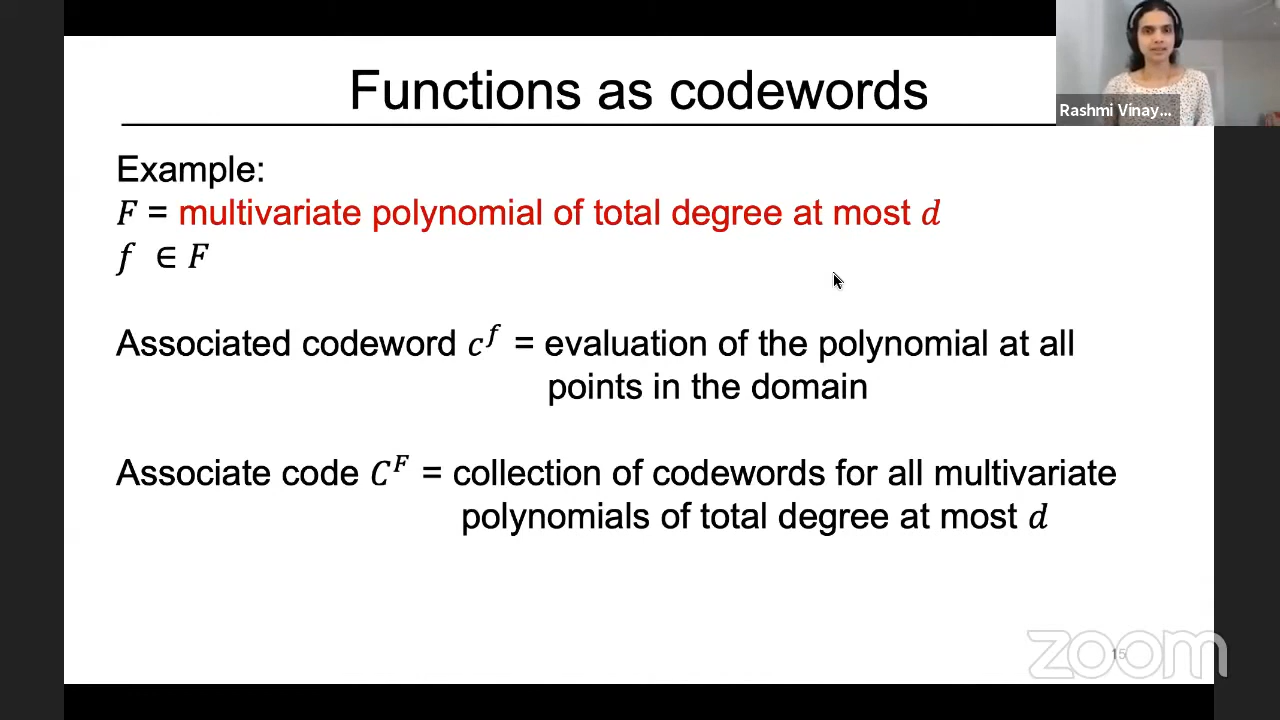 Functions as codewords
Rashmi Vinay...
Example:
F = multivariate polynomial of total degree at most d
f ∈ F
Associated codeword c^f = evaluation of the polynomial at all
points in the domain
Associate code C^F = collection of codewords for all multivariate
polynomials of total degree at most d
zoom
15